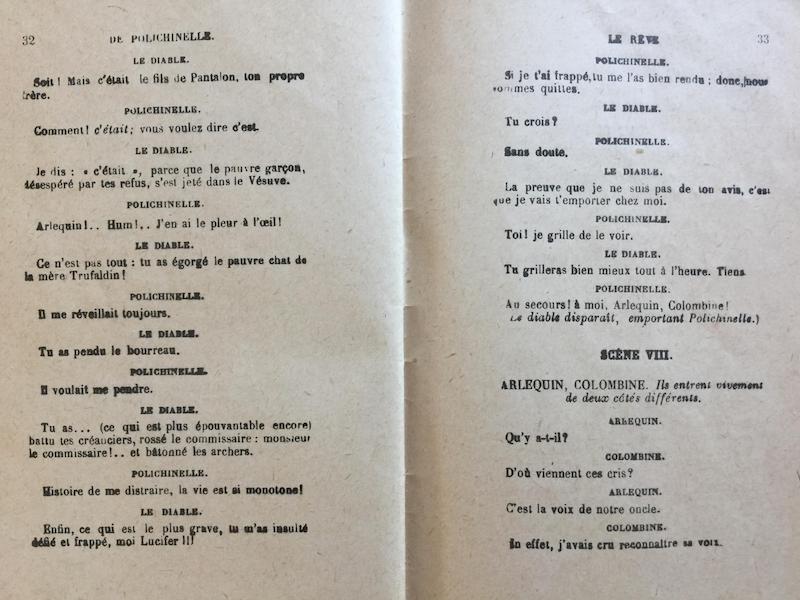 32 DE POLICHINELLE.
LE DIABLE.
Soit! Mais c'était le fils de Pantalon, ton propre
frère.
POLICHINELLE.
Comment! c'était; vous voulez dire c'est.
LE DIABLE.
Je dis : « c'était », parce que le pauvre garçon,
désespéré par tes refus, s'est jeté dans le Vésuve.
POLICHINELLE.
Arlequin!.. Hum!.. J'en ai le pleur à l'œil!
LE DIABLE.
Ce n'est pas tout : tu as égorgé le pauvre chat de
la mère Trufaldin!
POLICHINELLE.
Il me réveillait toujours.
LE DIABLE.
Tu as pendu le bourreau.
POLICHINELLE.
Il voulait me pendre.
LE DIABLE.
Tu as... (ce qui est plus épouvantable encore)
battu tes créanciers, rossé le commissaire : monsieur
le commissaire!.. et bâtonné les archers.
POLICHINELLE.
Histoire de me distraire, la vie est si monotone!
LE DIABLE.
Enfin, ce qui est le plus grave, tu m'as insulté
défié et frappé, moi Lucifer!!!
LE RÊVE 33
POLICHINELLE.
Si je t'ai frappé, tu me l'as bien rendu; donc, nous
sommes quittes.
LE DIABLE.
Tu crois?
POLICHINELLE.
Sans doute.
LE DIABLE.
La preuve que je ne suis pas de ton avis, c'est
que je vais t'emporter chez moi.
POLICHINELLE.
Toi! je grille de le voir.
LE DIABLE.
Tu grilleras bien mieux tout à l'heure. Tiens
POLICHINELLE.
Au secours! à moi, Arlequin, Colombine!
Le diable disparaît, emportant Polichinelle.)
SCÈNE VIII.
ARLEQUIN, COLOMBINE. Ils entrent vivement
de deux côtés différents.
ARLEQUIN.
Qu'y a-t-il?
COLOMBINE.
D'où viennent ces cris?
ARLEQUIN.
C'est la voix de notre oncle.
COLOMBINE.
En effet, j'avais cru reconnaître sa voix.